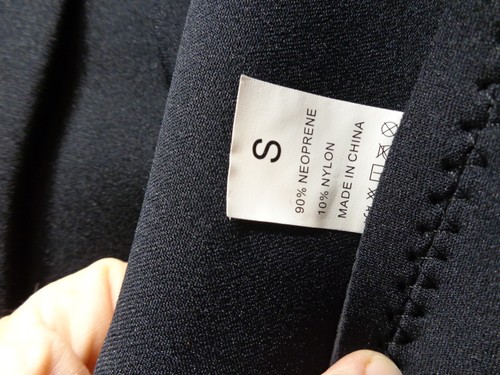 S
90% NEOPRENE
10% NYLON
MADE IN CHINA